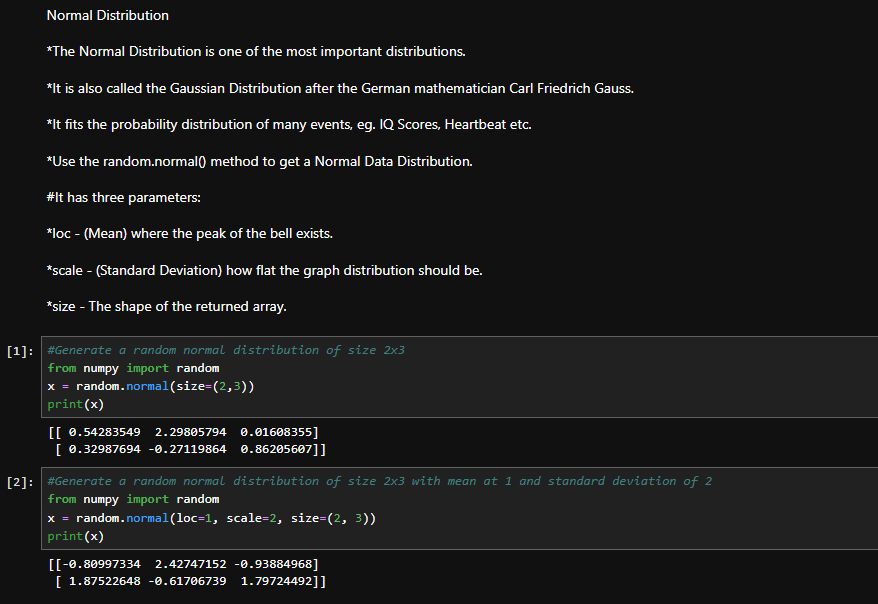 Normal Distribution
*The Normal Distribution is one of the most important distributions.
*It is also called the Gaussian Distribution after the German mathematician Carl Friedrich Gauss.
*It fits the probability distribution of many events, eg. IQ Scores, Heartbeat etc.
*Use the random.normal() method to get a Normal Data Distribution.
#It has three parameters:
*loc - (Mean) where the peak of the bell exists.
*scale - (Standard Deviation) how flat the graph distribution should be.
*size - The shape of the returned array.
[1]: #Generate a random normal distribution of size 2x3
from numpy import random
x = random.normal(size=(2,3))
print(x)
[[ 0.54283549  2.29805794  0.01608355]
 [ 0.32987694 -0.27119864  0.86205607]]
[2]: #Generate a random normal distribution of size 2x3 with mean at 1 and standard deviation of 2
from numpy import random
x = random.normal(loc=1, scale=2, size=(2, 3))
print(x)
[[-0.80997334  2.42747152 -0.93884968]
 [ 1.87522648 -0.61706739  1.79724492]]